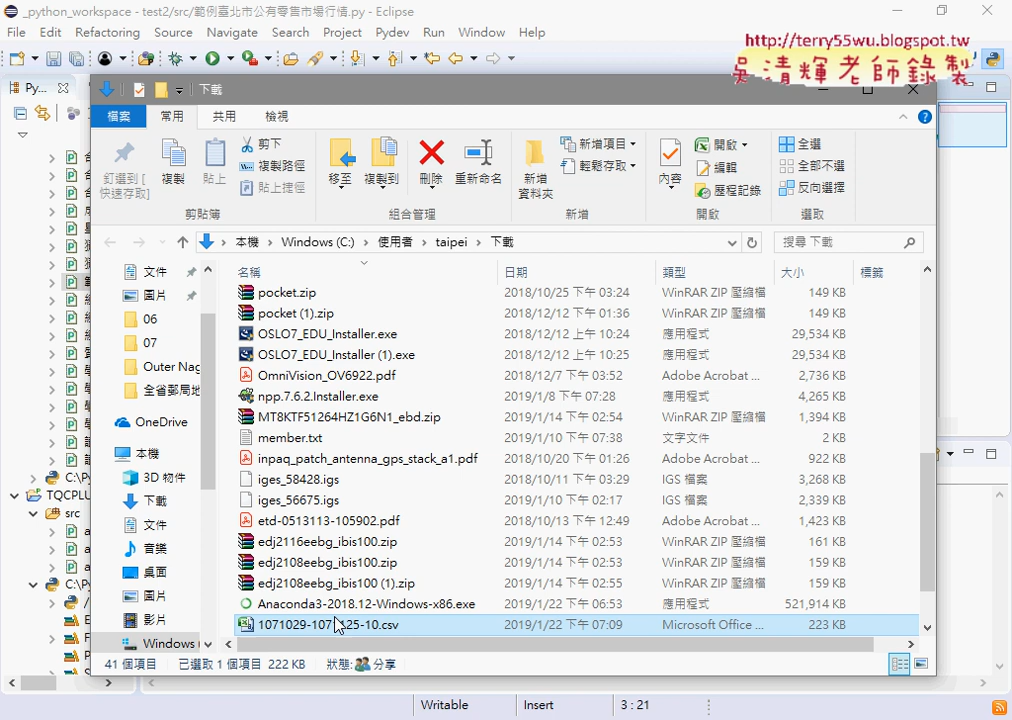 _python_workspace - test2/src/範例臺北市公有零售市場行情.py - Eclipse
File Edit Refactoring Source Navigate Search Project Pydev Run Window Help
http://terry55wu.blogspot.tw
吳清輝老師錄製
Py...
下載
檔案 常用 共用 檢視
釘選到 [快速存取]
複製
貼上
剪下
複製路徑
貼上捷徑
剪貼簿
移至
複製到
刪除
重新命名
組合管理
新增資料夾
新增項目
輕鬆存取
新增
內容
開啟
編輯
歷程記錄
開啟
全選
全部不選
反向選擇
選取
本機 > Windows (C:) > 使用者 > taipei > 下載
搜尋 下載
名稱 日期 類型 大小 標籤
pocket.zip 2018/10/25 下午 03:24 WinRAR ZIP 壓縮檔 149 KB
pocket (1).zip 2018/12/12 下午 01:36 WinRAR ZIP 壓縮檔 149 KB
OSLO7_EDU_Installer.exe 2018/12/12 上午 10:24 應用程式 29,534 KB
OSLO7_EDU_Installer (1).exe 2018/12/12 上午 10:25 應用程式 29,534 KB
OmniVision_OV6922.pdf 2018/12/7 下午 03:52 Adobe Acrobat ... 2,736 KB
npp.7.6.2.Installer.exe 2019/1/8 下午 07:28 應用程式 4,265 KB
MT8KTF51264HZ1G6N1_ebd.zip 2019/1/14 下午 02:54 WinRAR ZIP 壓縮檔 1,394 KB
member.txt 2019/1/10 下午 07:38 文字文件 2 KB
inpaq_patch_antenna_gps_stack_a1.pdf 2018/10/20 下午 01:26 Adobe Acrobat ... 922 KB
iges_58428.igs 2018/10/11 下午 03:29 IGS 檔案 3,268 KB
iges_56675.igs 2019/1/10 下午 02:17 IGS 檔案 2,339 KB
etd-0513113-105902.pdf 2018/10/13 下午 12:49 Adobe Acrobat ... 1,423 KB
edj2116eebg_ibis100.zip 2019/1/14 下午 02:53 WinRAR ZIP 壓縮檔 161 KB
edj2108eebg_ibis100.zip 2019/1/14 下午 02:53 WinRAR ZIP 壓縮檔 159 KB
edj2108eebg_ibis100 (1).zip 2019/1/14 下午 02:55 WinRAR ZIP 壓縮檔 159 KB
Anaconda3-2018.12-Windows-x86.exe 2019/1/22 下午 06:53 應用程式 521,914 KB
2019/1/22 下午 07:09 Microsoft Office ... 223 KB
文件
圖片
06
07
Outer Nag
全省郵局地
OneDrive
本機
3D 物件
下載
文件
音樂
桌面
圖片
影片
Windows
41 個項目 已選取 1 個項目 222 KB 狀態: 分享
C:\Py
TQCPLU
src
C:\Py
Writable Insert 3 : 21